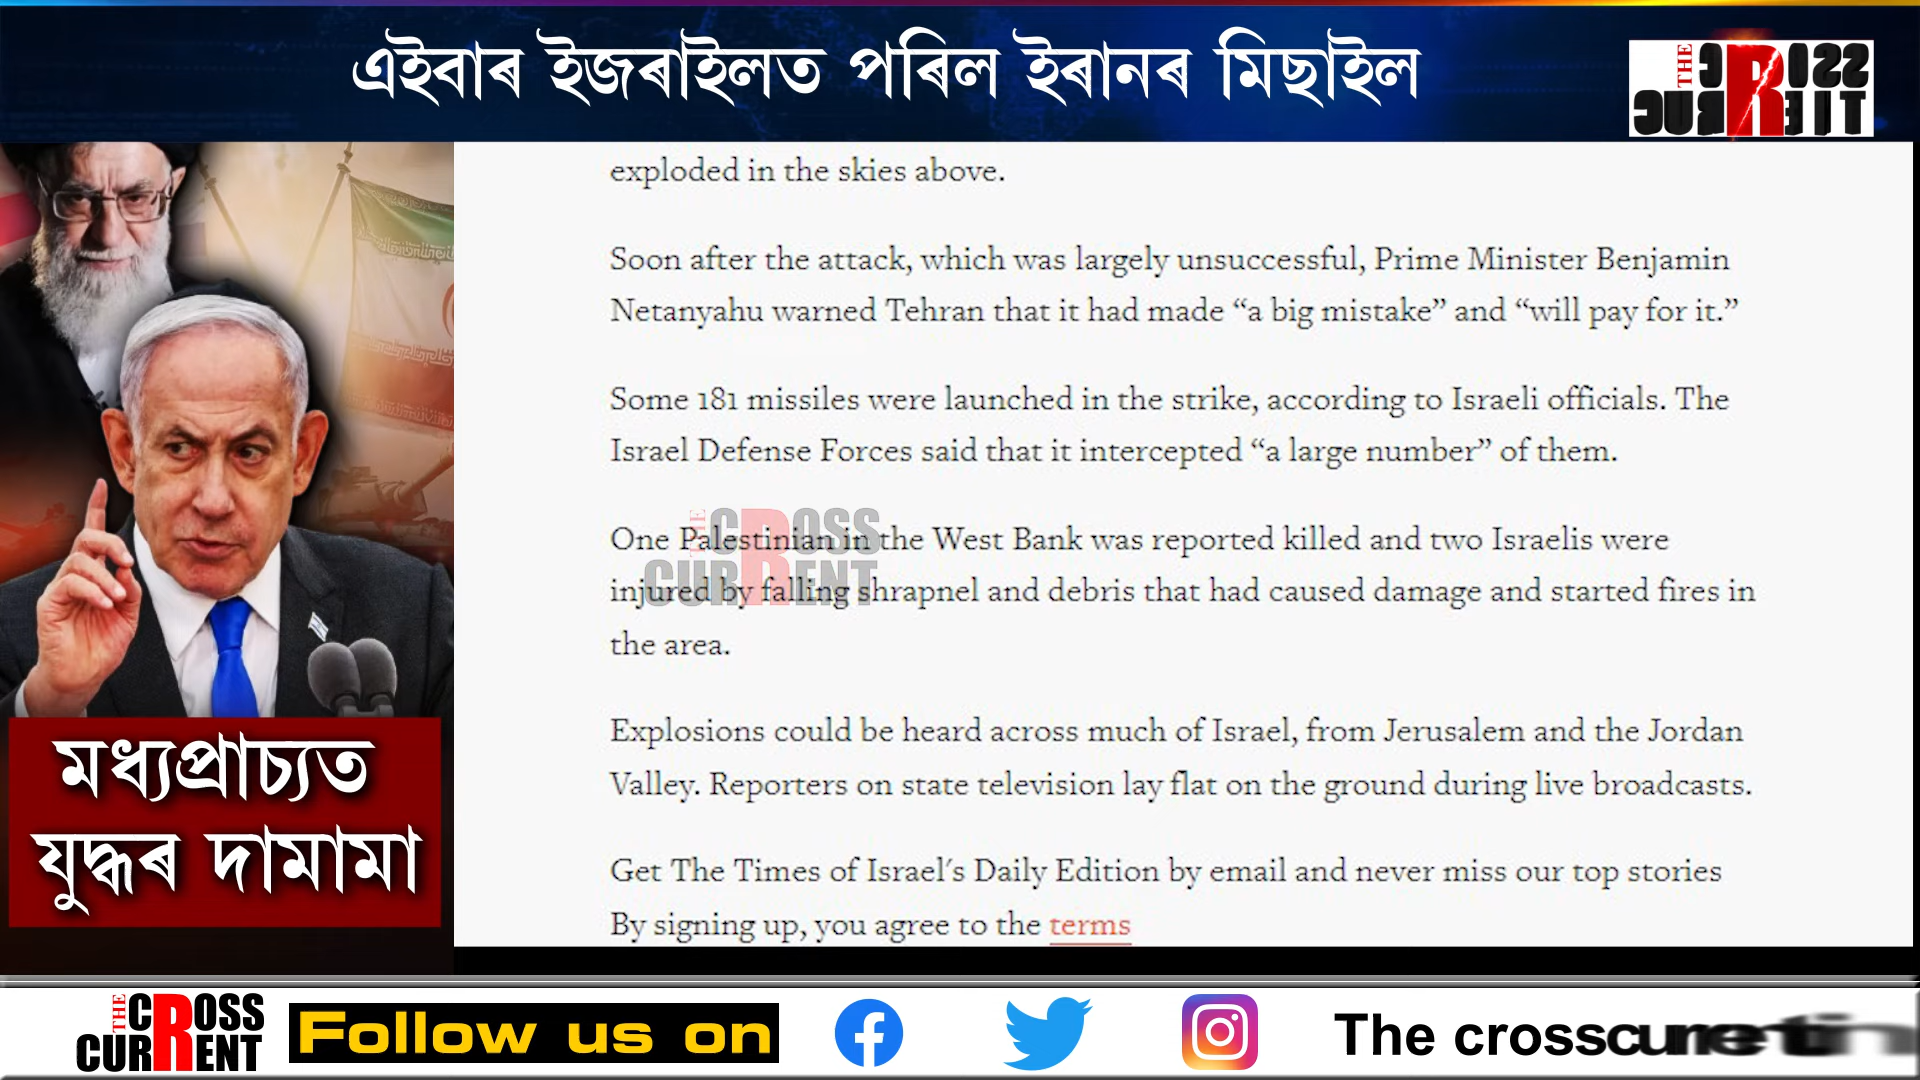 এইবাৰ ইজৰাইলত পৰিল ইৰানৰ মিছাইল
THE CROSS
CURRENT
exploded in the skies above.
Soon after the attack, which was largely unsuccessful, Prime Minister Benjamin
Netanyahu warned Tehran that it had made “a big mistake” and “will pay for it.”
Some 181 missiles were launched in the strike, according to Israeli officials. The
Israel Defense Forces said that it intercepted “a large number” of them.
THE CROSS
CURRENT
One Palestinian in the West Bank was reported killed and two Israelis were
injured by falling shrapnel and debris that had caused damage and started fires in
the area.
Explosions could be heard across much of Israel, from Jerusalem and the Jordan
Valley. Reporters on state television lay flat on the ground during live broadcasts.
Get The Times of Israel's Daily Edition by email and never miss our top stories
By signing up, you agree to the terms
মধ্যপ্ৰাচ্যত
যুদ্ধৰ দামামা
THE CROSS
CURRENT
Follow us on
The